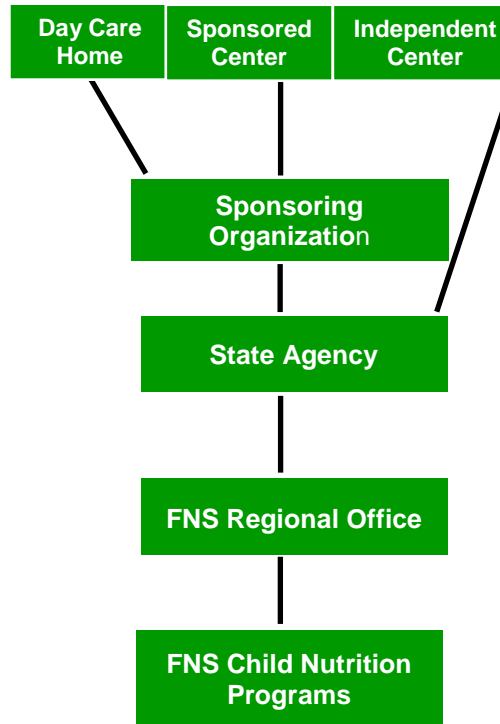 Day Care
Home
Sponsored
Center
Independent
Center
Sponsoring
Organization
State Agency
FNS Regional Office
FNS Child Nutrition
Programs